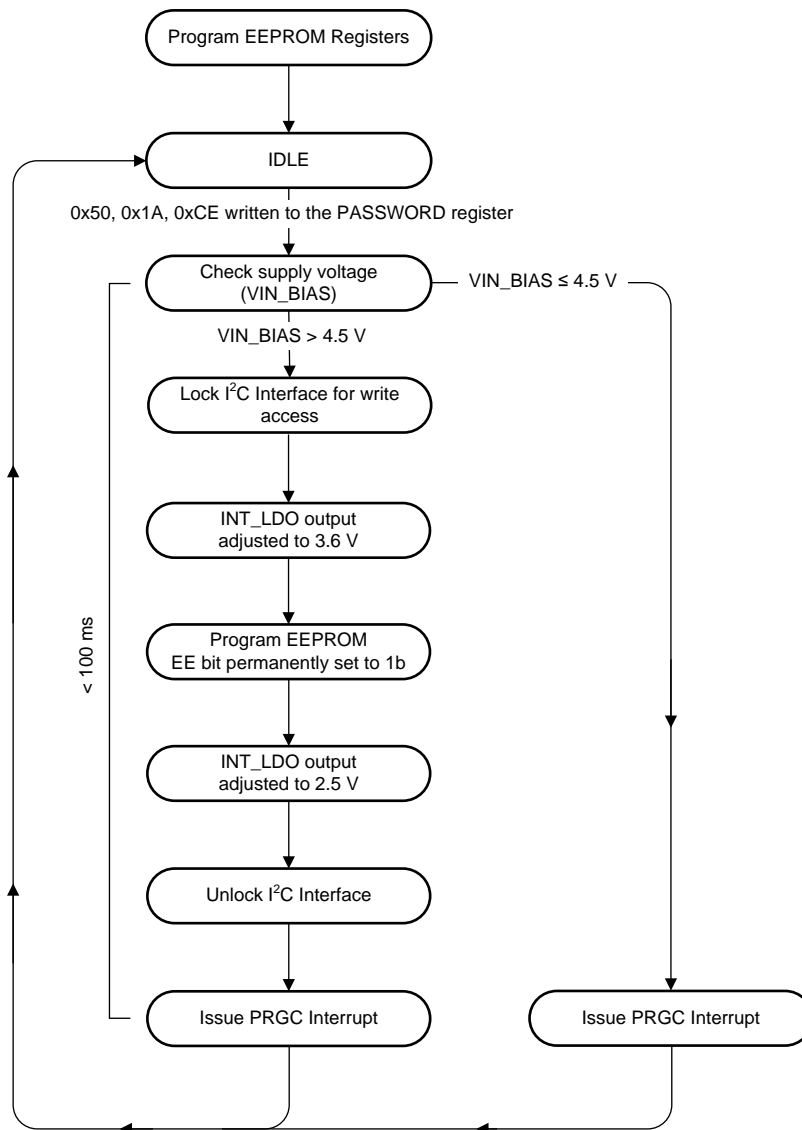 Program EEPROM Registers
IDLE
0x50, 0x1A, 0xCE written to the PASSWORD register
Check supply voltage
(VIN_BIAS)
VIN_BIAS ≤ 4.5 V
VIN_BIAS > 4.5 V
Lock I²C Interface for write
access
INT_LDO output
adjusted to 3.6 V
< 100 ms
Program EEPROM
EE bit permanently set to 1b
INT_LDO output
adjusted to 2.5 V
Unlock I²C Interface
Issue PRGC Interrupt
Issue PRGC Interrupt